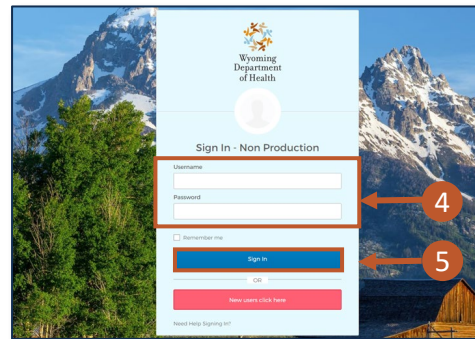 Wyoming
Department
of Health
Sign In - Non Production
Username
Password
4
Remember me
Sign In
5
OR
New users click here
Need Help Signing In?